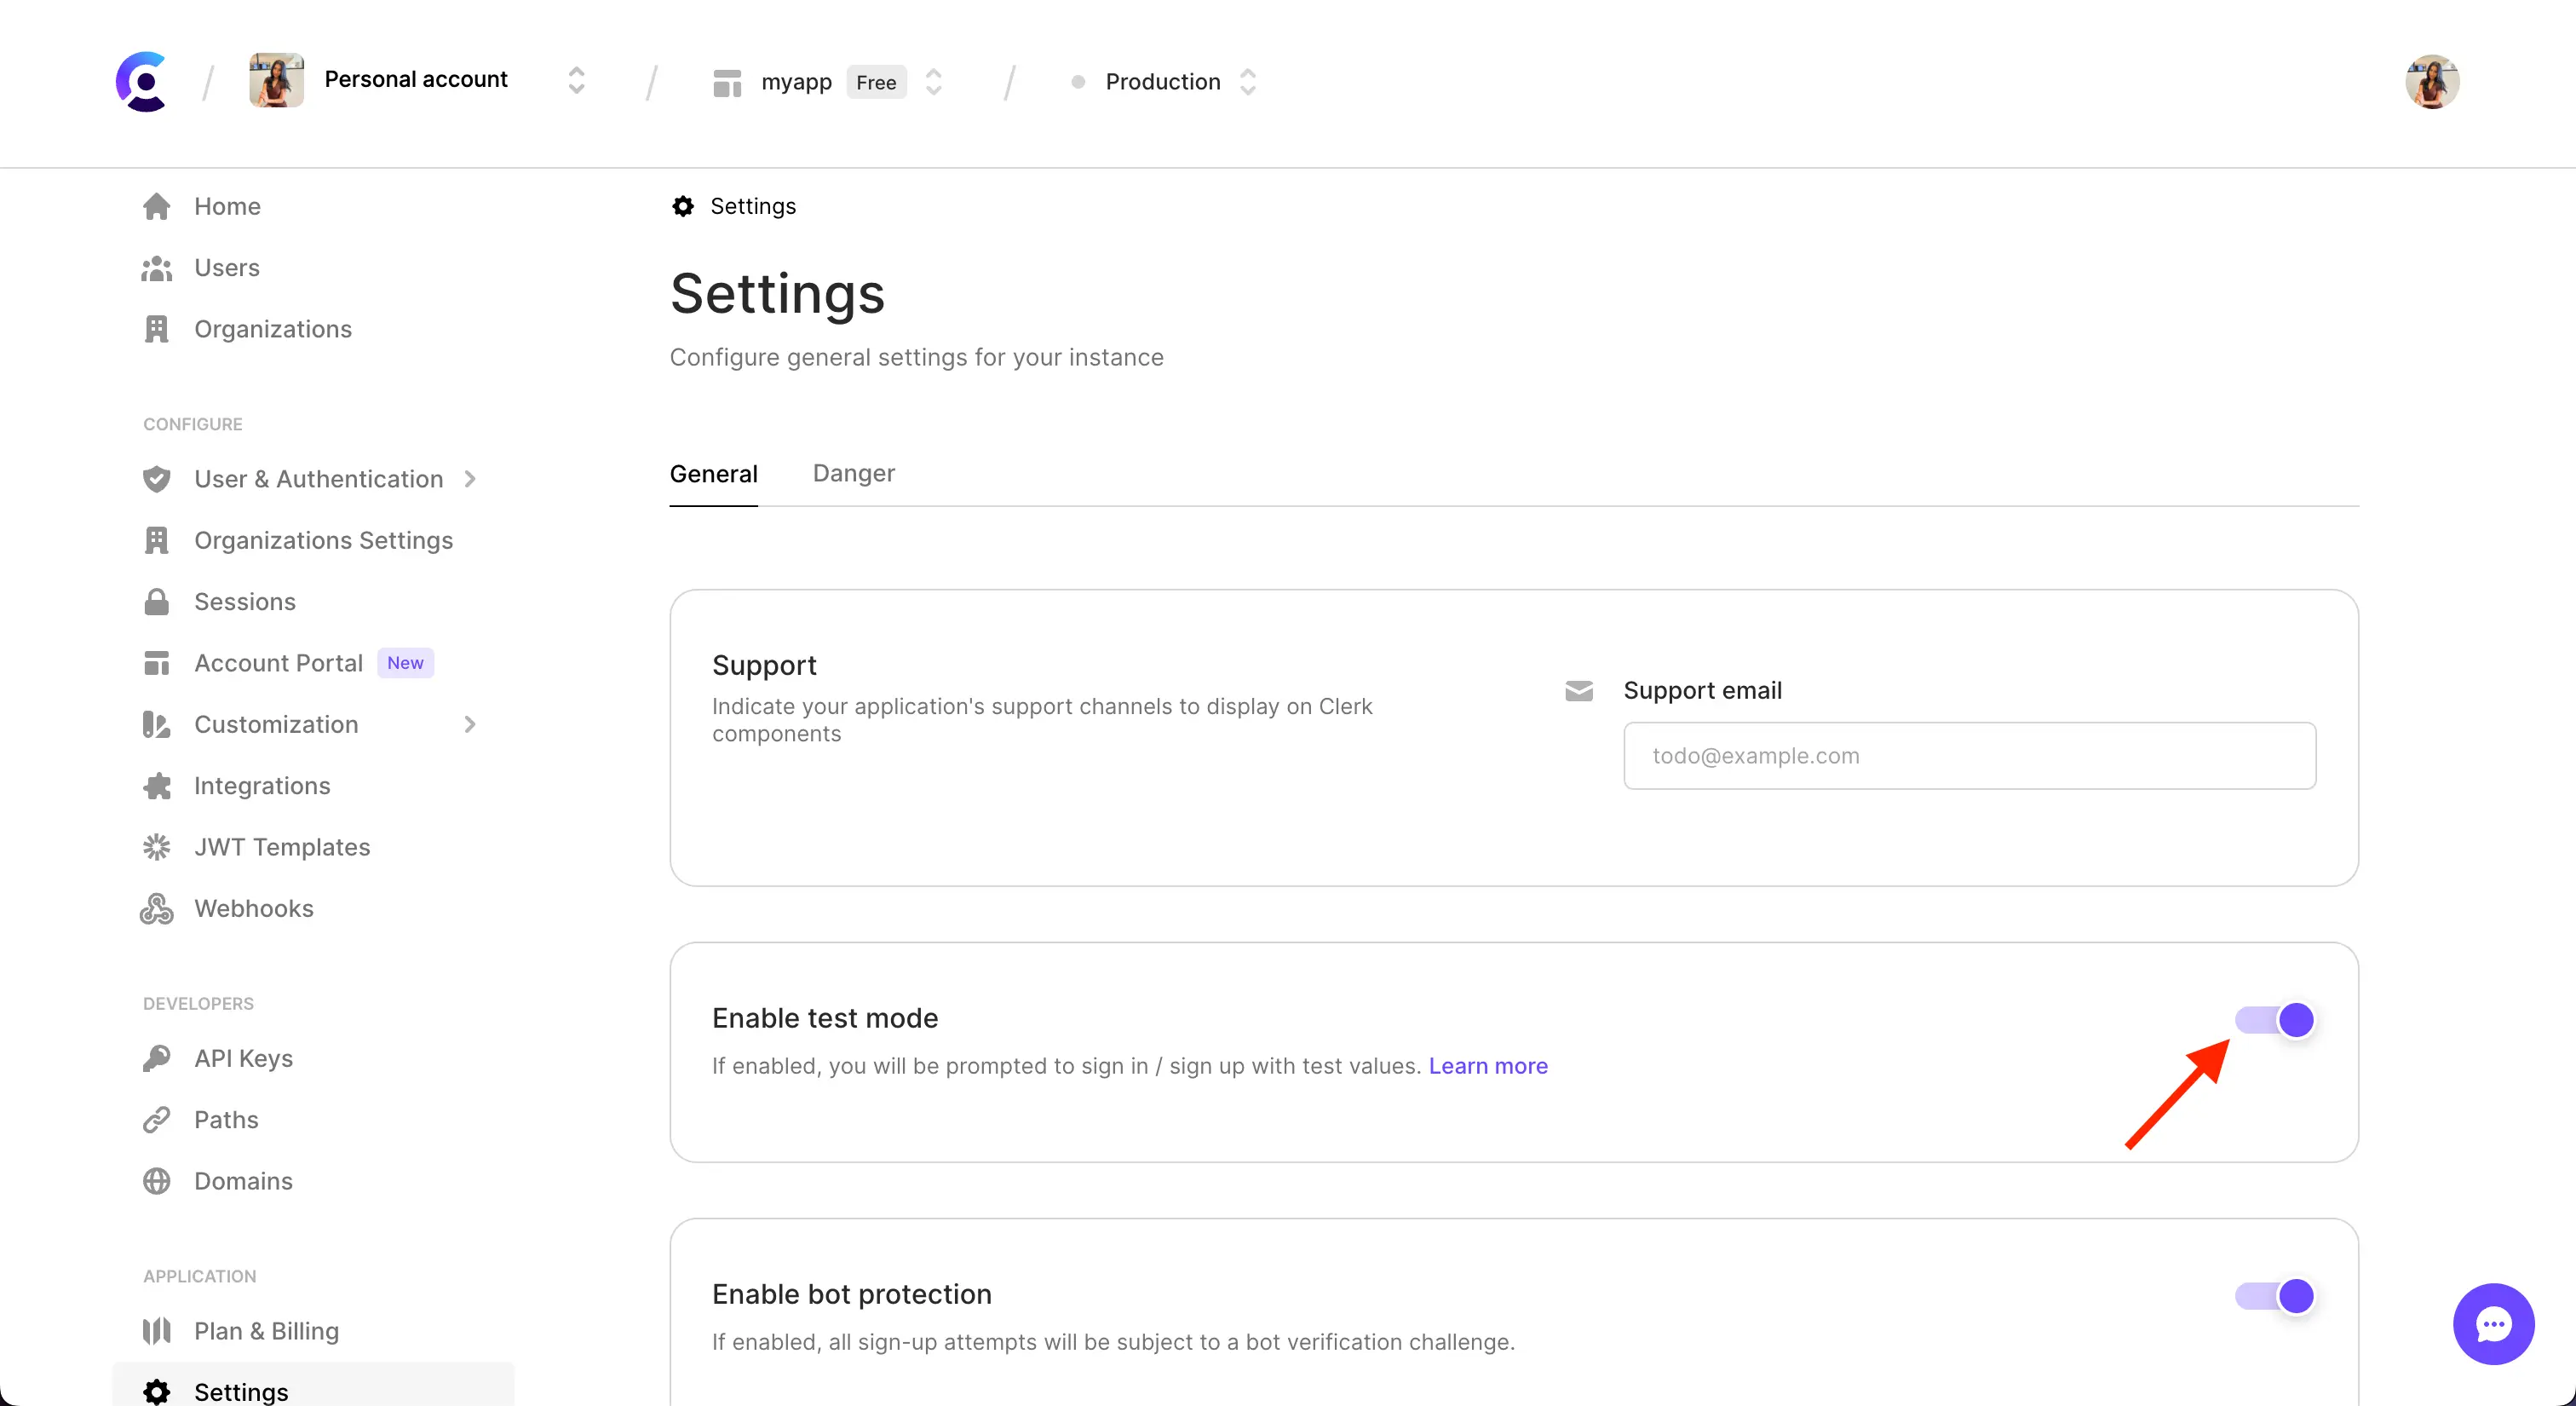 Personal account
myapp Free
Production
Home
Users
Organizations
CONFIGURE
User & Authentication
Organizations Settings
Sessions
Account Portal New
Customization
Integrations
JWT Templates
Webhooks
DEVELOPERS
API Keys
Paths
Domains
APPLICATION
Plan & Billing
Settings
Settings
Settings
Configure general settings for your instance
General Danger
Support
Indicate your application's support channels to display on Clerk
components
Support email
todo@example.com
Enable test mode
If enabled, you will be prompted to sign in / sign up with test values. Learn more
Enable bot protection
If enabled, all sign-up attempts will be subject to a bot verification challenge.